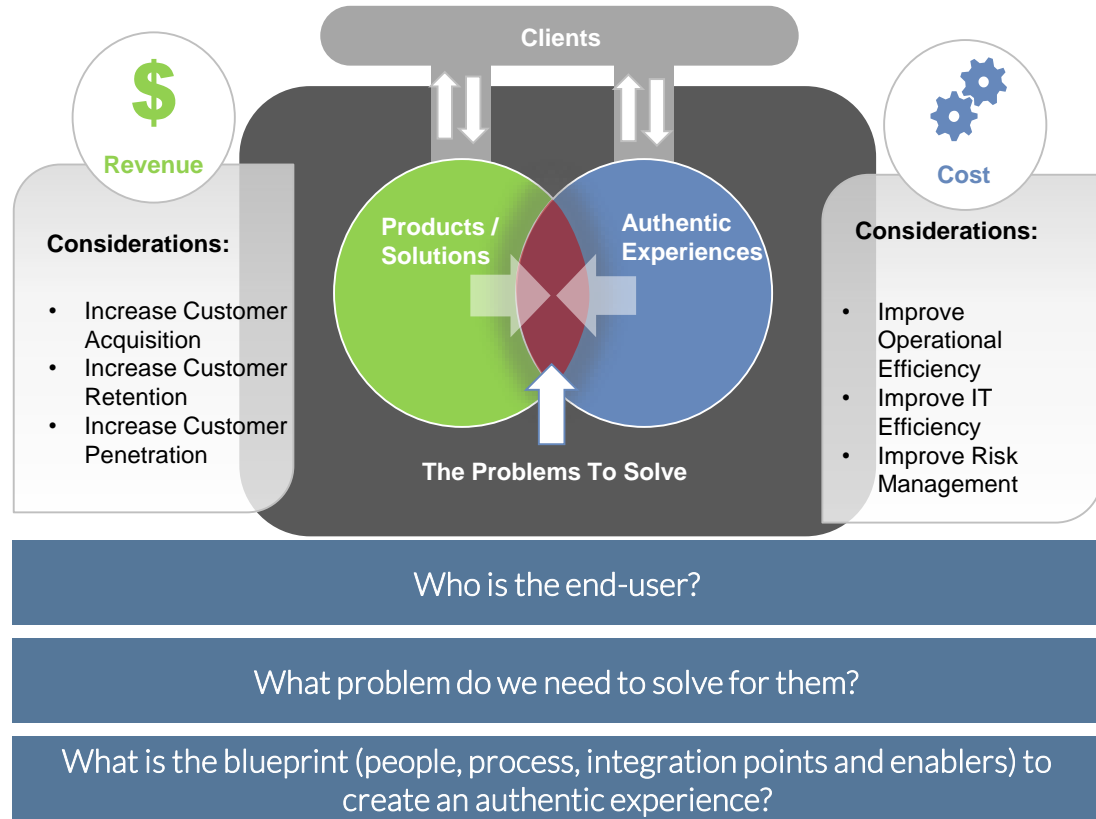 Clients
$
Revenue
Considerations:
• Increase Customer
Acquisition
• Increase Customer
Retention
• Increase Customer
Penetration
Products /
Solutions
Authentic
Experiences
The Problems To Solve
Cost
Considerations:
• Improve
Operational
Efficiency
• Improve IT
Efficiency
• Improve Risk
Management
Who is the end-user?
What problem do we need to solve for them?
What is the blueprint (people, process, integration points and enablers) to
create an authentic experience?